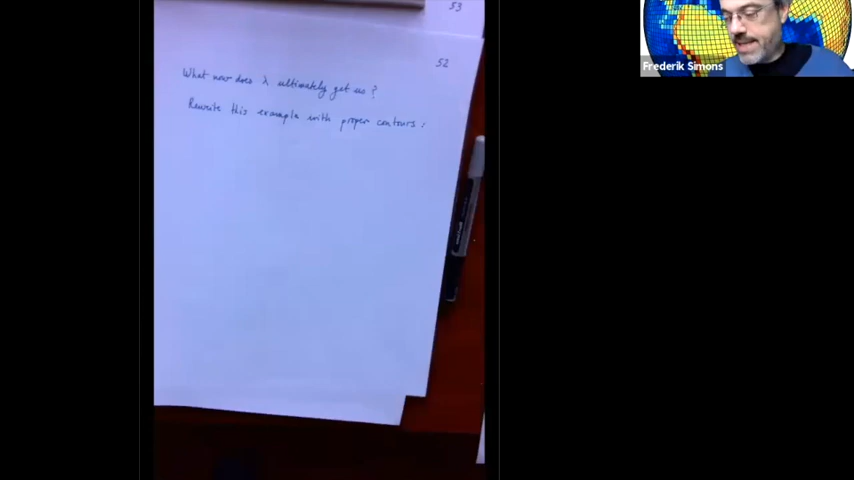 53
52
What now does λ ultimately get us ?
Rewrite this example with proper contours :
Frederik Simons